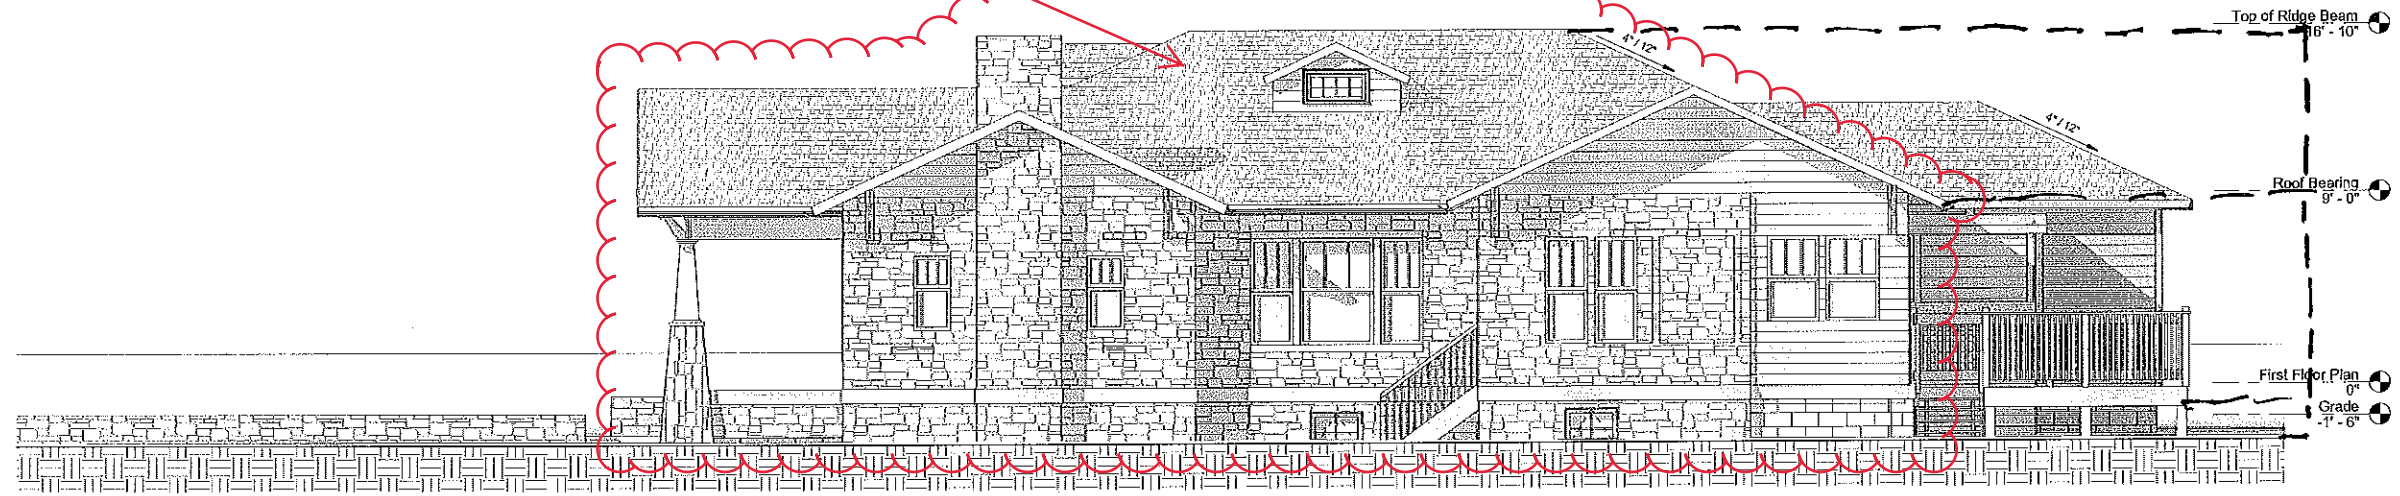 Top of Ridge Beam
16' - 10"
4" / 12"
4" / 12"
Roof Bearing
9' - 0"
First Floor Plan
0"
Grade
-1' - 6"